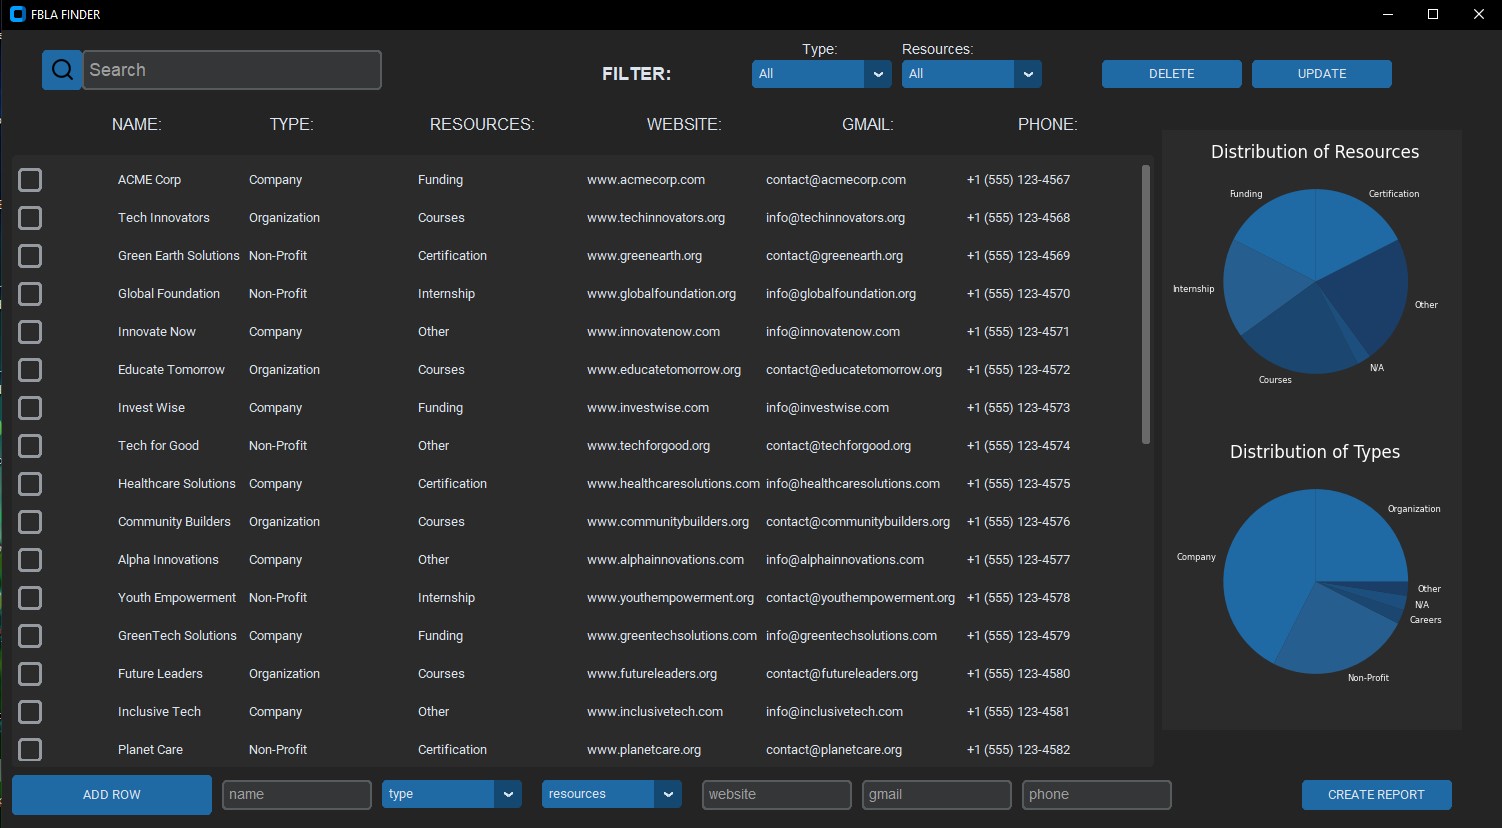 FBLA FINDER
Type: Resources:
Search FILTER: All All DELETE UPDATE
NAME: TYPE: RESOURCES: WEBSITE: GMAIL: PHONE:
ACME Corp Company Funding www.acmecorp.com contact@acmecorp.com +1 (555) 123-4567
Tech Innovators Organization Courses www.techinnovators.org info@techinnovators.org +1 (555) 123-4568
Green Earth Solutions Non-Profit Certification www.greenearth.org contact@greenearth.org +1 (555) 123-4569
Global Foundation Non-Profit Internship www.globalfoundation.org info@globalfoundation.org +1 (555) 123-4570
Innovate Now Company Other www.innovatenow.com info@innovatenow.com +1 (555) 123-4571
Educate Tomorrow Organization Courses www.educatetomorrow.org contact@educatetomorrow.org +1 (555) 123-4572
Invest Wise Company Funding www.investwise.com info@investwise.com +1 (555) 123-4573
Tech for Good Non-Profit Other www.techforgood.org contact@techforgood.org +1 (555) 123-4574
Healthcare Solutions Company Certification www.healthcaresolutions.com info@healthcaresolutions.com +1 (555) 123-4575
Community Builders Organization Courses www.communitybuilders.org contact@communitybuilders.org +1 (555) 123-4576
Alpha Innovations Company Other www.alphainnovations.com info@alphainnovations.com +1 (555) 123-4577
Youth Empowerment Non-Profit Internship www.youthempowerment.org contact@youthempowerment.org +1 (555) 123-4578
GreenTech Solutions Company Funding www.greentechsolutions.com info@greentechsolutions.com +1 (555) 123-4579
Future Leaders Organization Courses www.futureleaders.org contact@futureleaders.org +1 (555) 123-4580
Inclusive Tech Company Other www.inclusivetech.com info@inclusivetech.com +1 (555) 123-4581
Planet Care Non-Profit Certification www.planetcare.org contact@planetcare.org +1 (555) 123-4582
Distribution of Resources
Funding Certification
Internship
Other
N/A
Courses
Distribution of Types
Organization
Company
Other
N/A
Careers
Non-Profit
ADD ROW name type resources website gmail phone CREATE REPORT